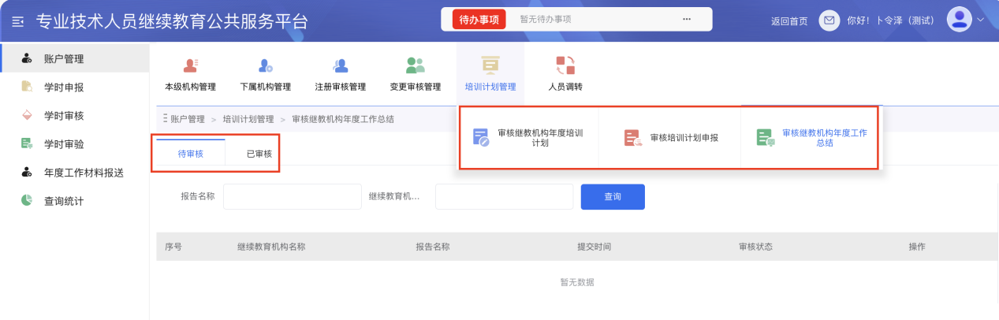 专业技术人员继续教育公共服务平台
待办事项 暂无待办事项 ...
返回首页 你好！卜令泽（测试）
账户管理
学时申报
学时审核
学时审验
年度工作材料报送
查询统计
本级机构管理 下属机构管理 注册审核管理 变更审核管理 培训计划管理 人员调转
账户管理 > 培训计划管理 > 审核继教机构年度工作总结
审核继教机构年度培训
计划
审核培训计划申报
审核继教机构年度工作
总结
待审核 已审核
报告名称 继续教育机... 查询
序号 继续教育机构名称 报告名称 提交时间 审核状态 操作
暂无数据